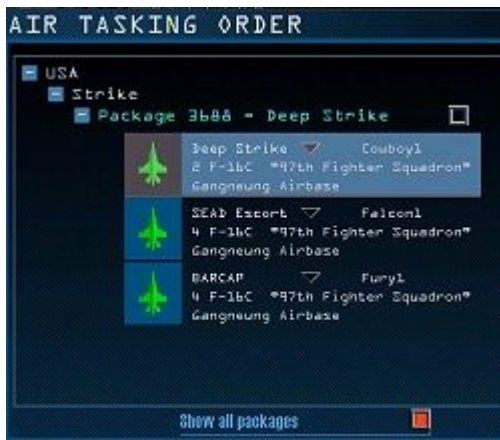 AIR TASKING ORDER
USA
Strike
Package 3688 - Deep Strike
Deep Strike Cowboy1
2 F-16C "97th Fighter Squadron"
Gangneung Airbase
SEAD Escort Falcon1
4 F-16C "97th Fighter Squadron"
Gangneung Airbase
BARCAP Fury1
4 F-16C "97th Fighter Squadron"
Gangneung Airbase
Show all packages